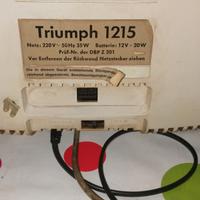 Triumph 1215
Netz: 220V~ 50Hz 35W Batterie: 12V - 20W
Prüf-Nr. der DBP Z 201
Vor Entfernen der Rückwand Netzstecker ziehen